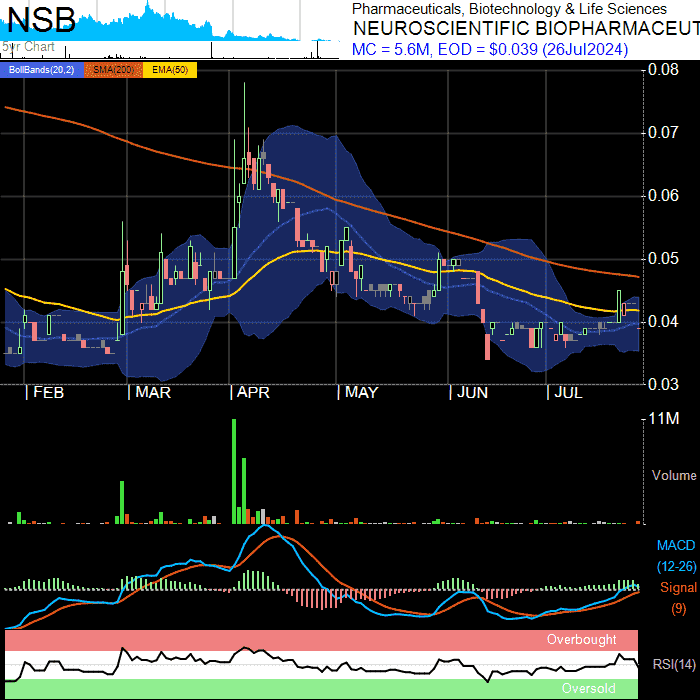 NSB
5yr Chart
Pharmaceuticals, Biotechnology & Life Sciences
NEUROSCIENTIFIC BIOPHARMACEUT
MC = 5.6M, EOD = $0.039 (26Jul2024)
BollBands(20,2) SMA(200) EMA(50)
0.08
0.07
0.06
0.05
0.04
0.03
FEB MAR APR MAY JUN JUL
11M
Volume
MACD
(12-26)
Signal
(9)
Overbought
RSI(14)
Oversold